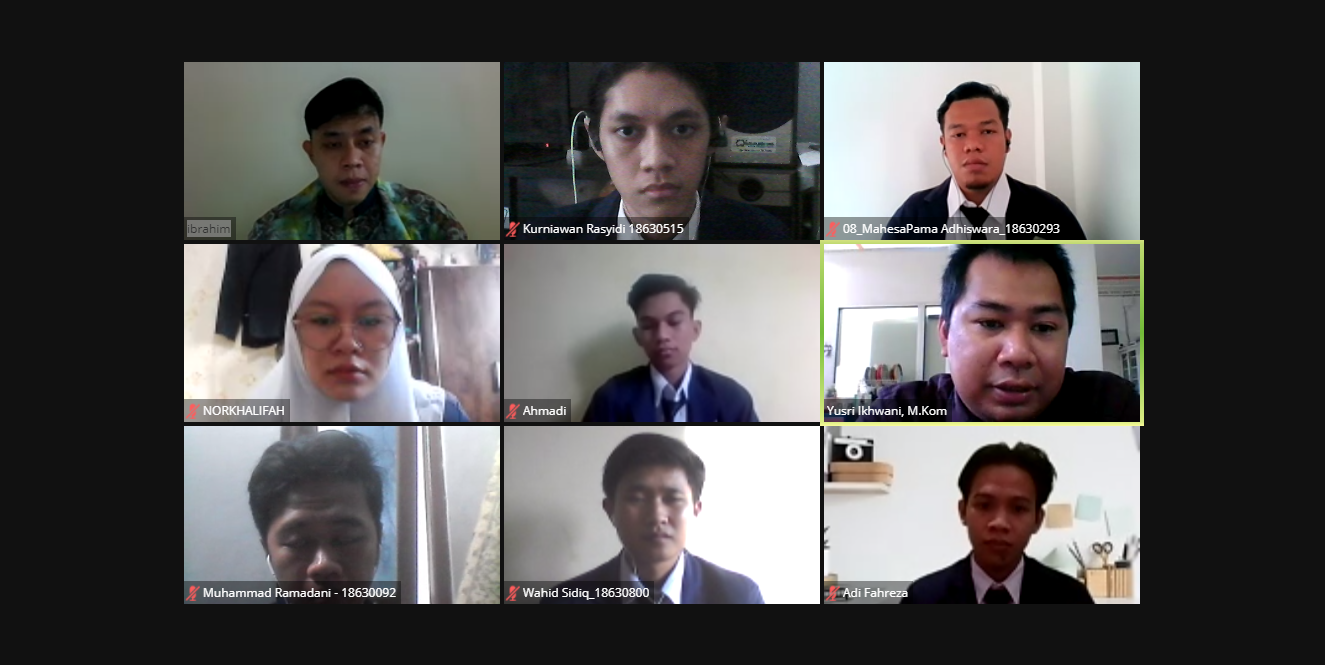 ibrahim
Kurniawan Rasyidi 18630515
08_MahesaPama Adhiswara_18630293
NORKHALIFAH
Ahmadi
Yusri Ikhwani, M.Kom
Muhammad Ramadani - 18630092
Wahid Sidiq_18630800
Adi Fahreza